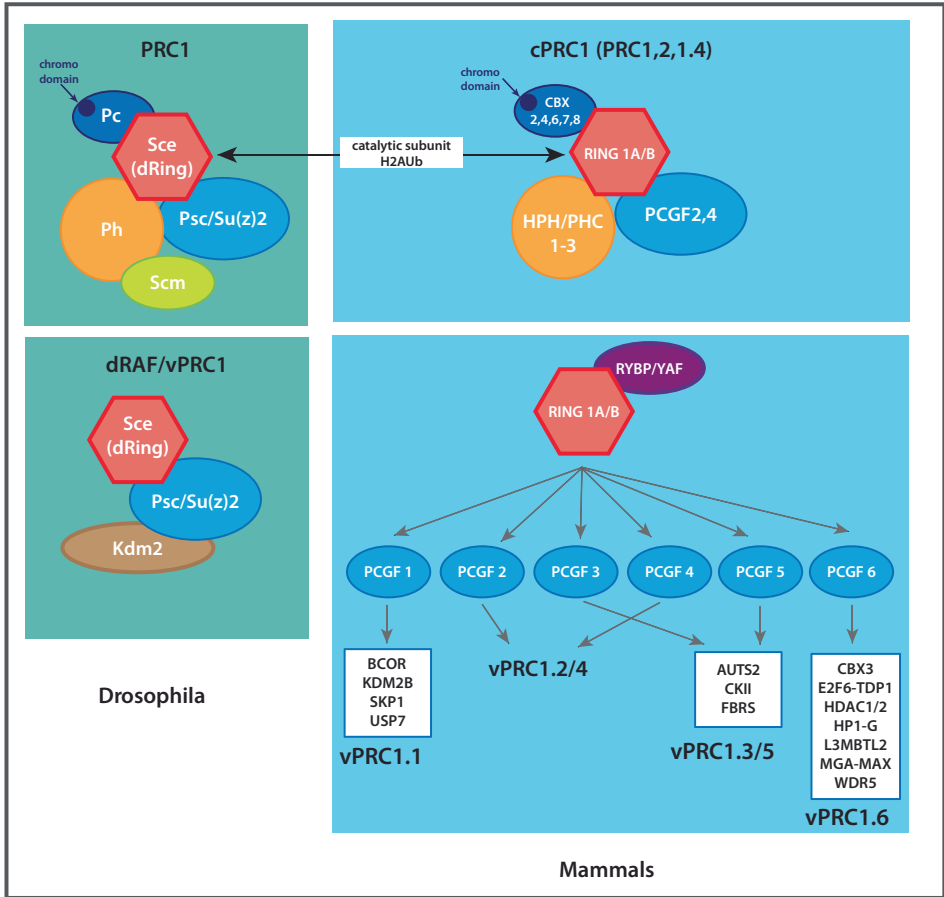 PRC1
chromo
domain
Pc
Sce
(dRing)
Ph
Psc/Su(z)2
Scm
catalytic subunit
H2AUb
cPRC1 (PRC1,2,1.4)
chromo
domain
CBX
2,4,6,7,8
RING 1A/B
HPH/PHC
1-3
PCGF2,4
dRAF/vPRC1
Sce
(dRing)
Psc/Su(z)2
Kdm2
Drosophila
RYBP/YAF
RING 1A/B
PCGF 1
PCGF 2
PCGF 3
PCGF 4
PCGF 5
PCGF 6
BCOR
KDM2B
SKP1
USP7
vPRC1.1
vPRC1.2/4
AUTS2
CKII
FBRS
vPRC1.3/5
CBX3
E2F6-TDP1
HDAC1/2
HP1-G
L3MBTL2
MGA-MAX
WDR5
vPRC1.6
Mammals